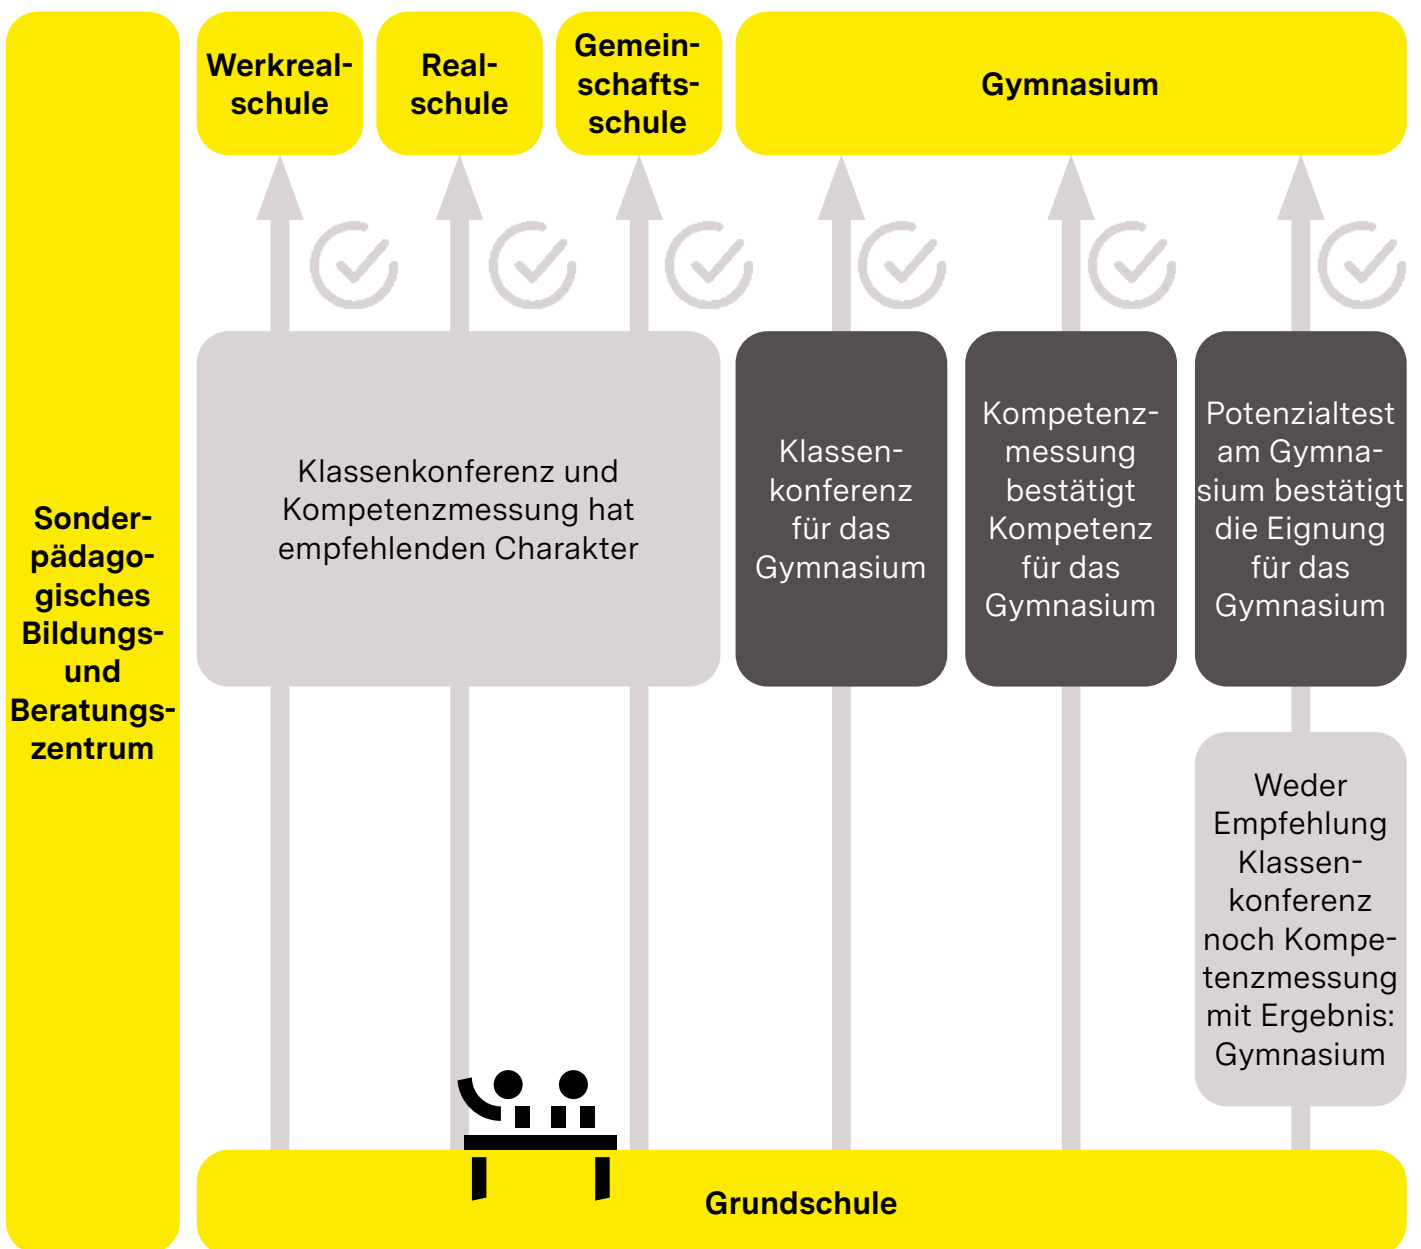 Werkreal-
schule
Real-
schule
Gemein-
schafts-
schule
Gymnasium
Sonder-
pädago-
gisches
Bildungs-
und
Beratungs-
zentrum
Klassenkonferenz und
Kompetenzmessung hat
empfehlenden Charakter
Klassen-
konferenz
für das
Gymnasium
Kompetenz-
messung
bestätigt
Kompetenz
für das
Gymnasium
Potenzialtest
am Gymna-
sium bestätigt
die Eignung
für das
Gymnasium
Weder
Empfehlung
Klassen-
konferenz
noch Kompe-
tenzmessung
mit Ergebnis:
Gymnasium
Grundschule